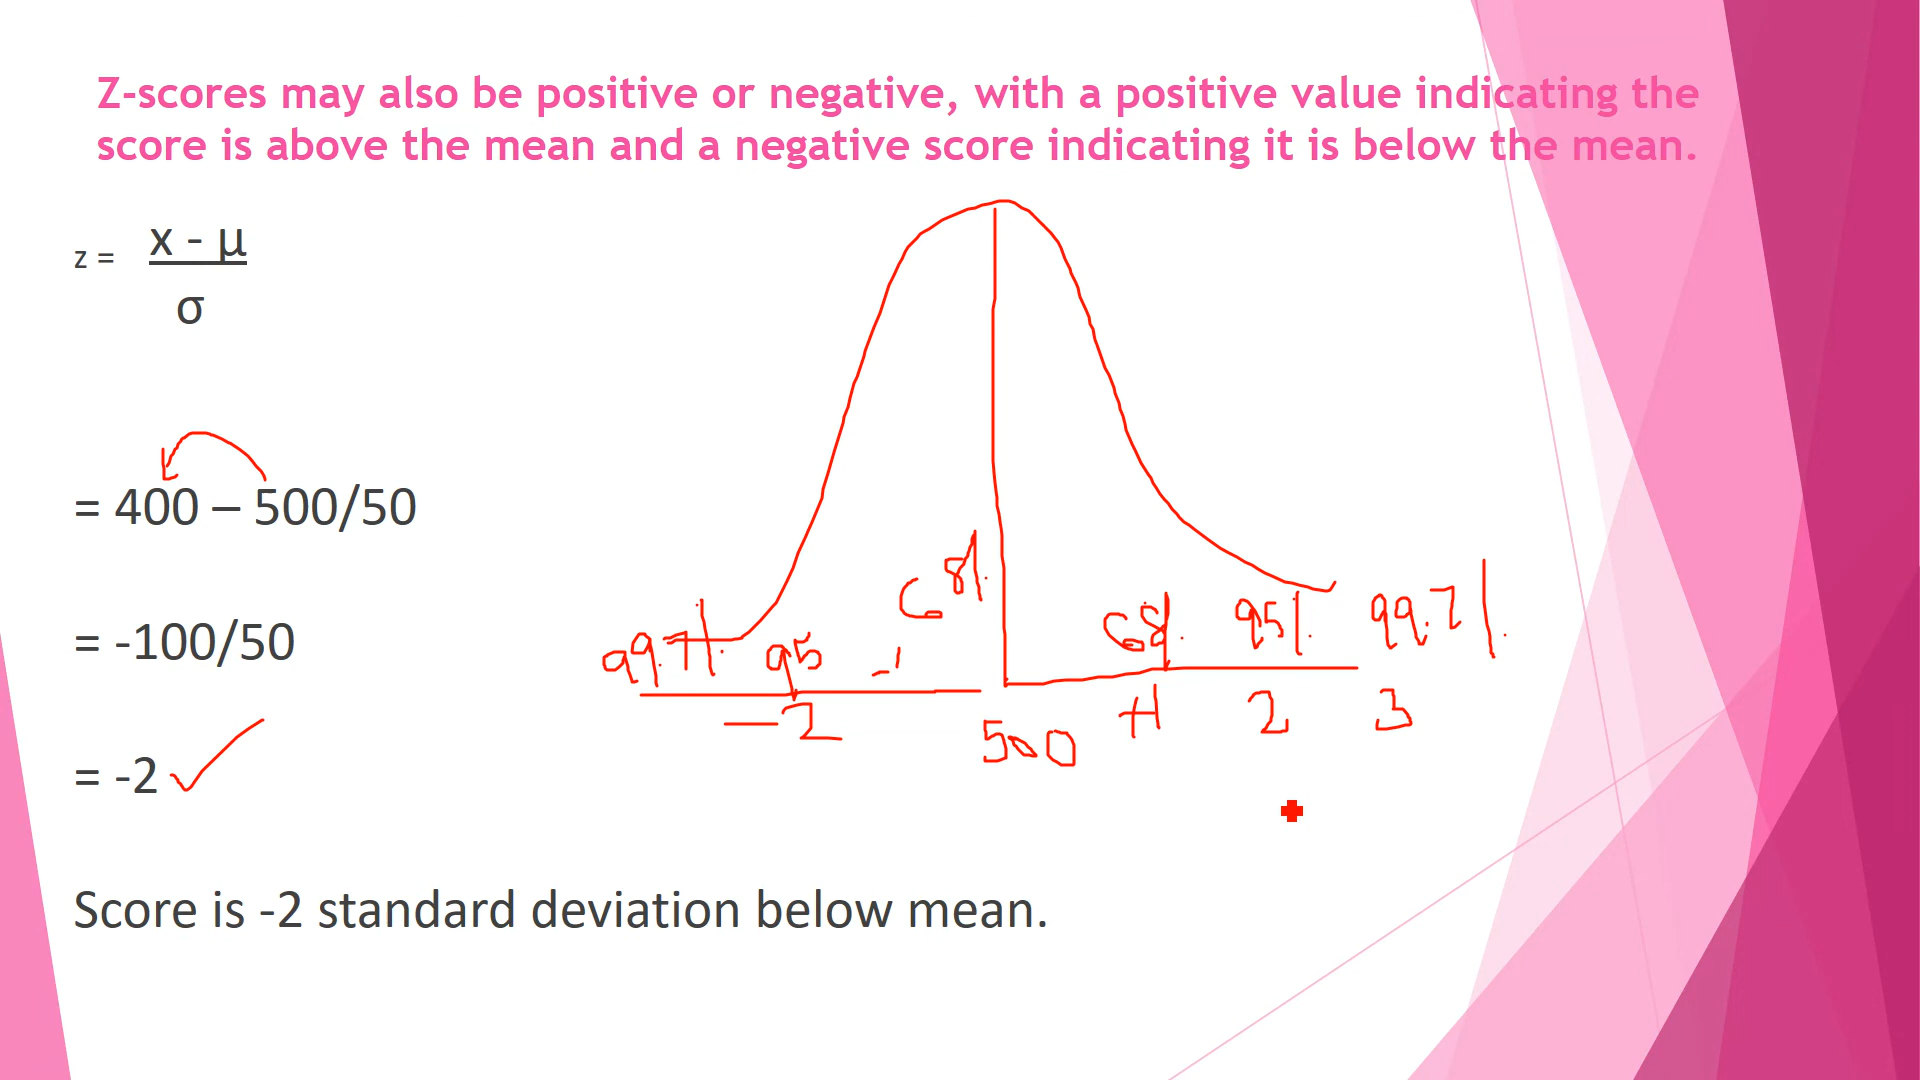 Z-scores may also be positive or negative, with a positive value indicating the
score is above the mean and a negative score indicating it is below the mean.
z = x - μ
σ
= 400 – 500/50
= -100/50
= -2
Score is -2 standard deviation below mean.
68%
99.7% 95 -1
68% 95% 99.7%
-2 500 +1 2 3